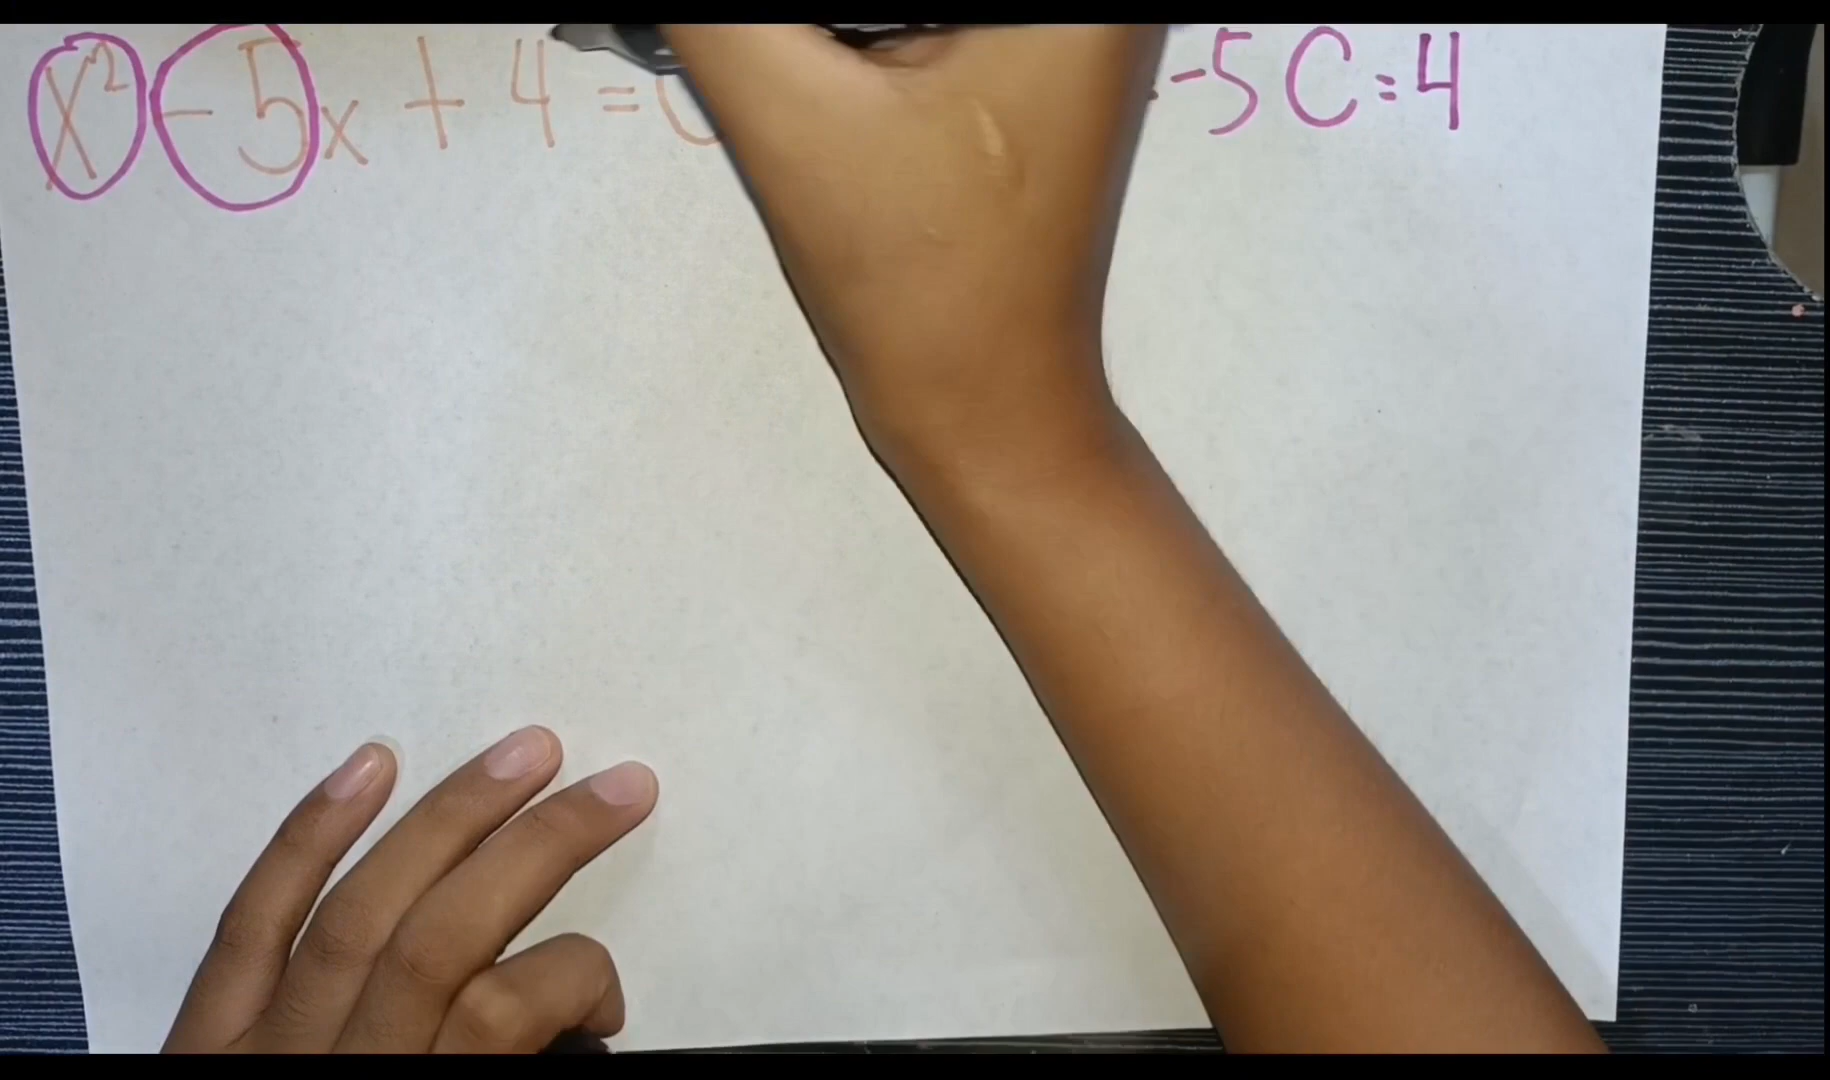 x² - 5x + 4 = 0 -5 C = 4